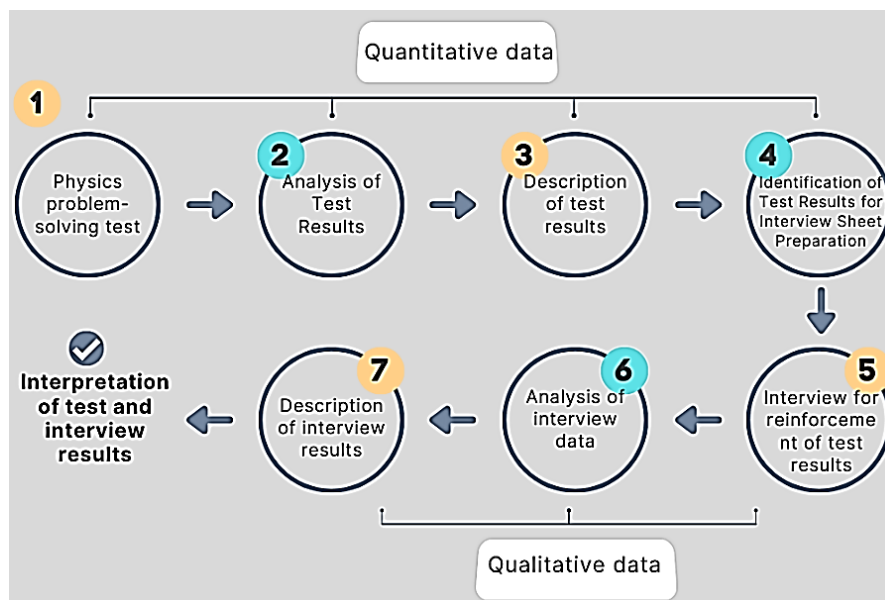 Quantitative data
1
Physics
problem-
solving test
2
Analysis of
Test
Results
3
Description
of test
results
4
Identification of
Test Results for
Interview Sheet
Preparation
5
Interview for
reinforceme
nt of test
results
6
Analysis of
interview
data
7
Description
of interview
results
Interpretation
of test and
interview
results
Qualitative data